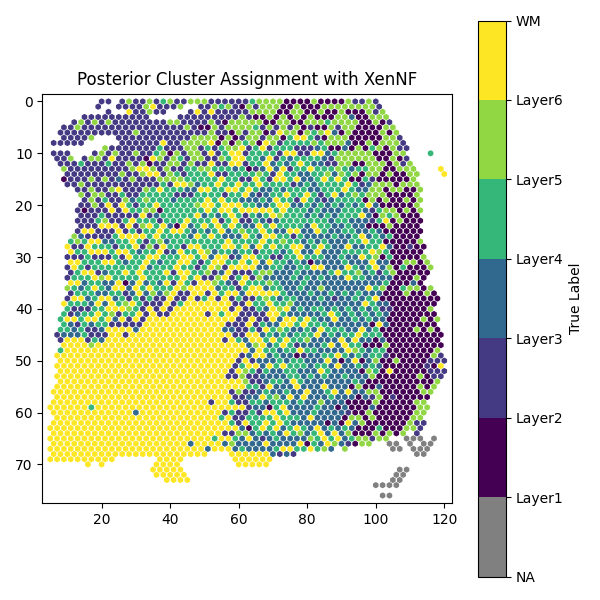 Posterior Cluster Assignment with XenNF
0
10
20
30
40
50
60
70
20
40
60
80
100
120
WM
Layer6
Layer5
Layer4
Layer3
Layer2
Layer1
NA
True Label